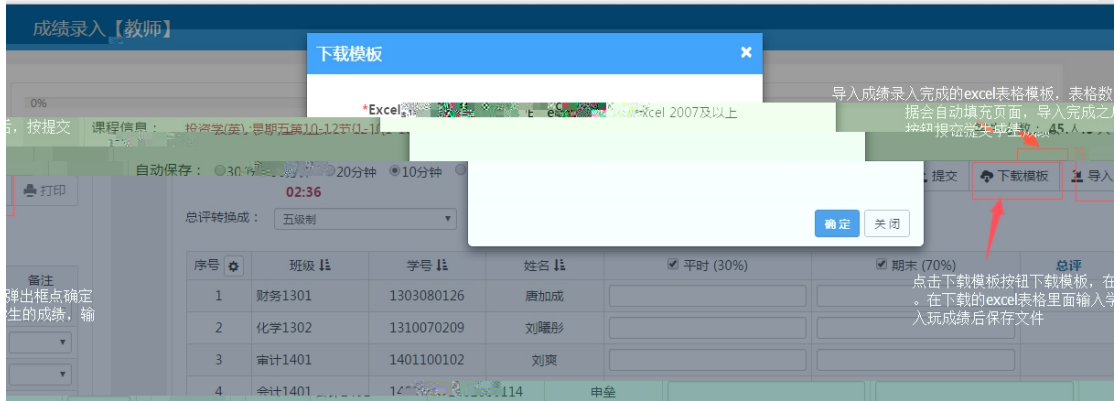 成绩录入【教师】
下载模板
0%
*Excel
xcel 2007及以上
导入成绩录入完成的excel表格模板，表格数
据会自动填充页面，导入完成之后
后，按提交
课程信息：
自动保存：
20分钟
10分钟
02:36
打印
提交
下载模板
导入
总评转换成：
五级制
确定
关闭
序号 班级 学号 姓名 平时 (30%) 期末 (70%) 总评
备注
弹出框点确定
生的成绩，输
点击下载模板按钮下载模板，在
。在下载的excel表格里面输入学
入玩成绩后保存文件
1 财务1301 1303080126 唐加成
2 化学1302 1310070209 刘曦彤
3 审计1401 1401100102 刘爽
4 会计1401
申垒